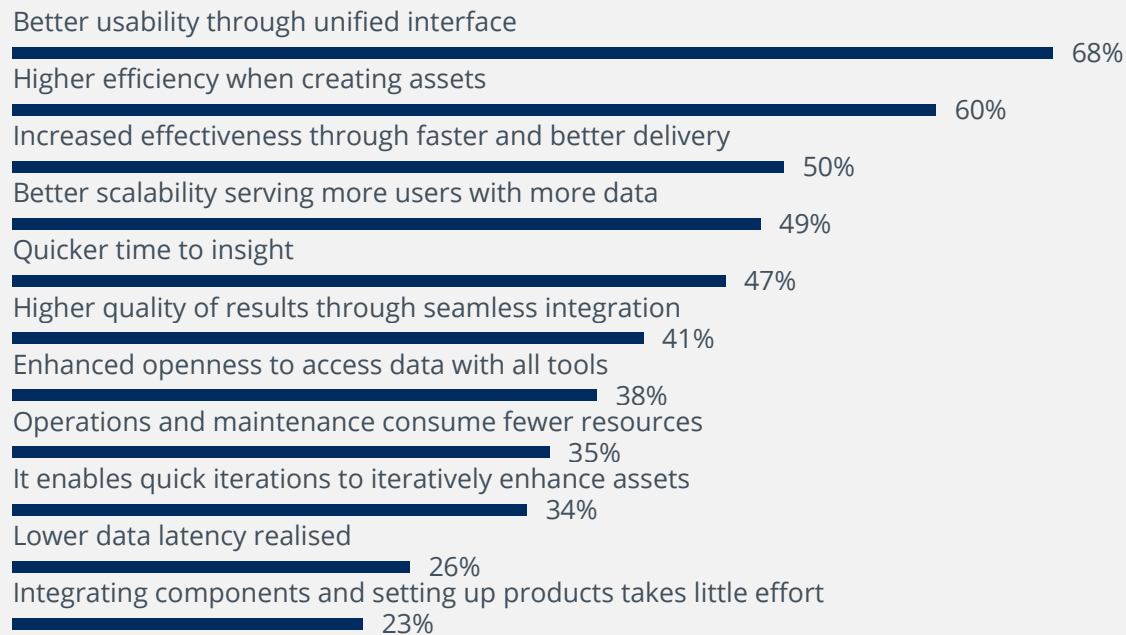 Better usability through unified interface
68%
Higher efficiency when creating assets
60%
Increased effectiveness through faster and better delivery
50%
Better scalability serving more users with more data
49%
Quicker time to insight
47%
Higher quality of results through seamless integration
41%
Enhanced openness to access data with all tools
38%
Operations and maintenance consume fewer resources
35%
It enables quick iterations to iteratively enhance assets
34%
Lower data latency realised
26%
Integrating components and setting up products takes little effort
23%